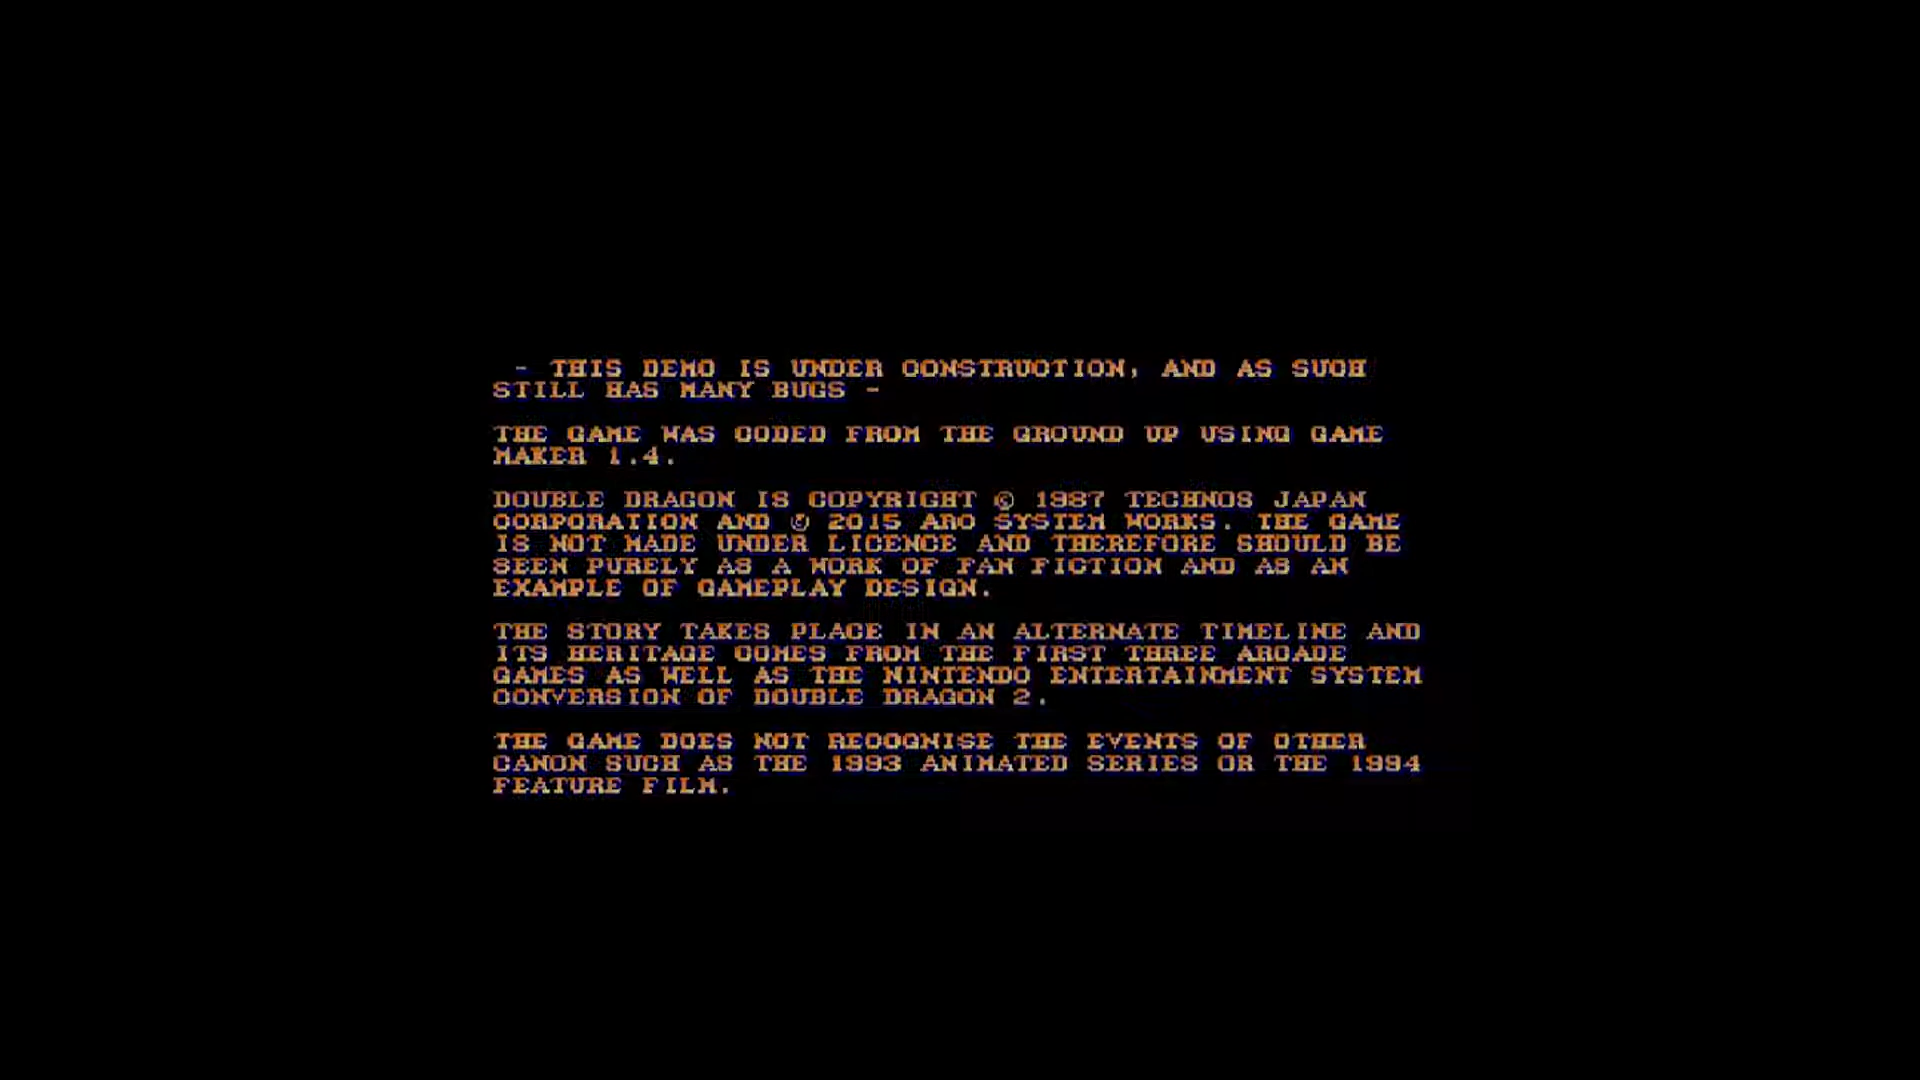 - THIS DEMO IS UNDER CONSTRUCTION, AND AS SUCH
STILL HAS MANY BUGS -
THE GAME WAS CODED FROM THE GROUND UP USING GAME
MAKER 1.4.
DOUBLE DRAGON IS COPYRIGHT © 1987 TECHNOS JAPAN
CORPORATION AND © 2015 ARC SYSTEM WORKS. THE GAME
IS NOT MADE UNDER LICENCE AND THEREFORE SHOULD BE
SEEN PURELY AS A WORK OF FAN FICTION AND AS AN
EXAMPLE OF GAMEPLAY DESIGN.
THE STORY TAKES PLACE IN AN ALTERNATE TIMELINE AND
ITS HERITAGE COMES FROM THE FIRST THREE ARCADE
GAMES AS WELL AS THE NINTENDO ENTERTAINMENT SYSTEM
CONVERSION OF DOUBLE DRAGON 2.
THE GAME DOES NOT RECOGNISE THE EVENTS OF OTHER
CANON SUCH AS THE 1993 ANIMATED SERIES OR THE 1994
FEATURE FILM.